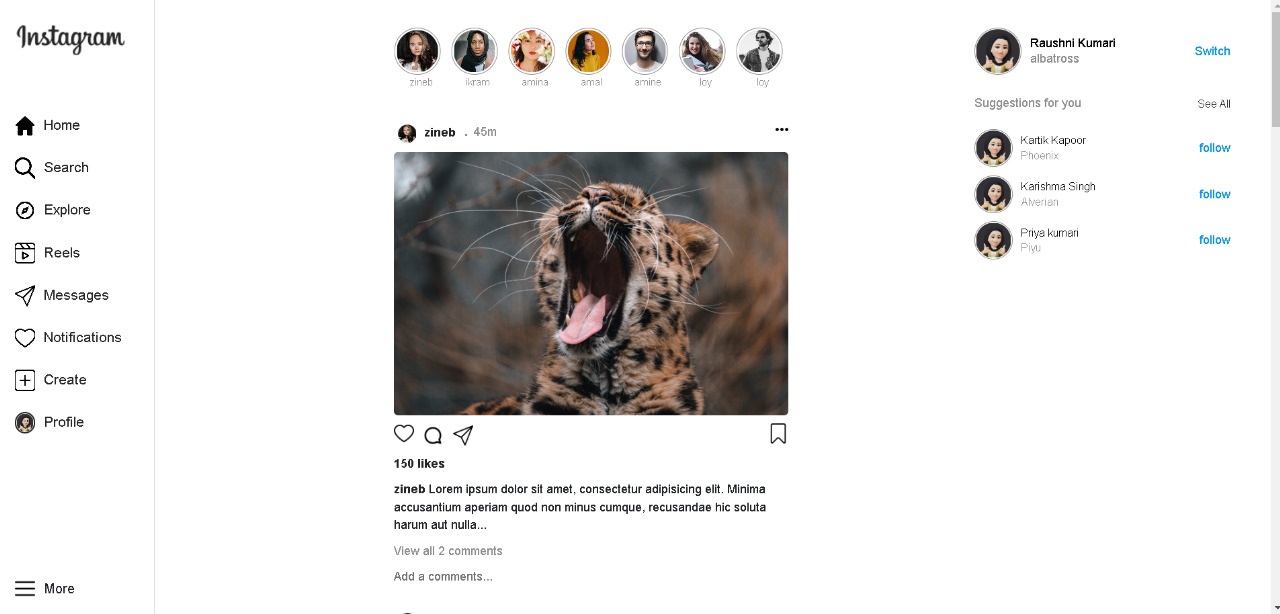 Instagram
Home
Search
Explore
Reels
Messages
Notifications
Create
Profile
More
zineb ikram amina amal amine loy loy
zineb . 45m
150 likes
zineb Lorem ipsum dolor sit amet, consectetur adipisicing elit. Minima
accusantium aperiam quod non minus cumque, recusandae hic soluta
harum aut nulla...
View all 2 comments
Add a comments...
Raushni Kumari
albatross
Switch
Suggestions for you See All
Kartik Kapoor
Phoenix
follow
Karishma Singh
Alverian
follow
Priya kumari
Piyu
follow